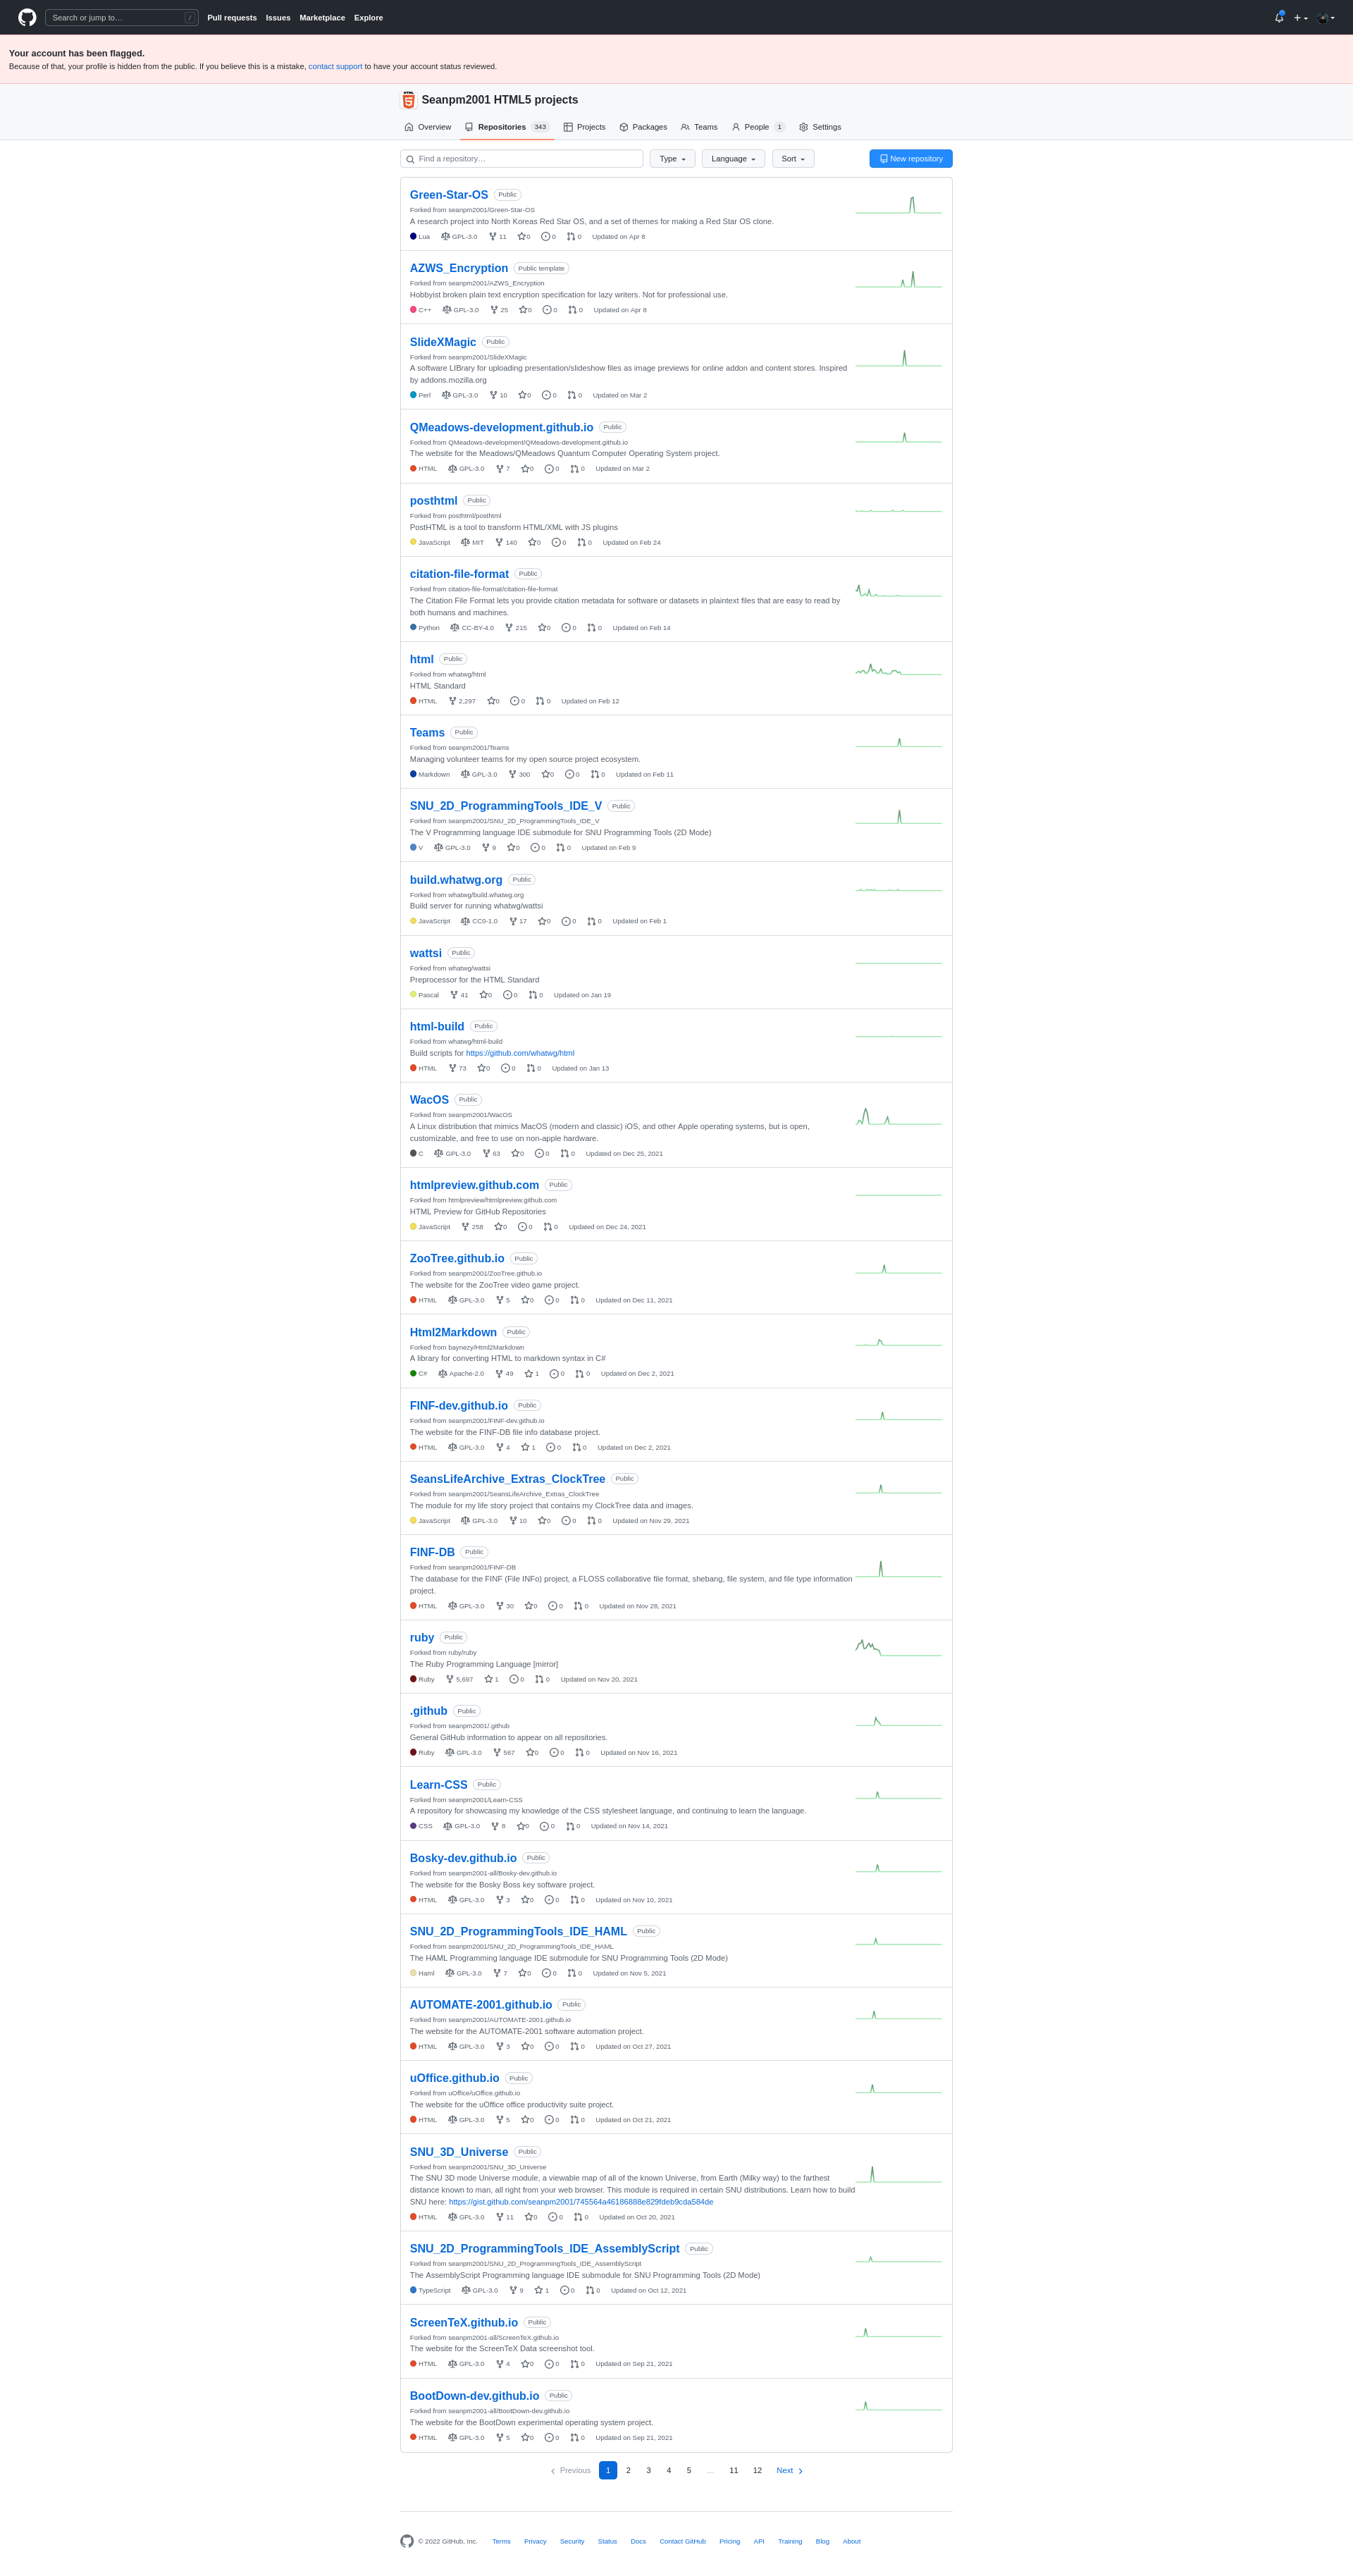 Search or jump to…
/
Pull requests Issues Marketplace Explore
Your account has been flagged.
Because of that, your profile is hidden from the public. If you believe this is a mistake, contact support to have your account status reviewed.
Seanpm2001 HTML5 projects
Overview Repositories 343 Projects Packages Teams People 1 Settings
Find a repository… Type Language Sort New repository
Green-Star-OS Public
Forked from seanpm2001/Green-Star-OS
A research project into North Koreas Red Star OS, and a set of themes for making a Red Star OS clone.
Lua GPL-3.0 11 0 0 0 Updated on Apr 8
AZWS_Encryption Public template
Forked from seanpm2001/AZWS_Encryption
Hobbyist broken plain text encryption specification for lazy writers. Not for professional use.
C++ GPL-3.0 25 0 0 0 Updated on Apr 8
SlideXMagic Public
Forked from seanpm2001/SlideXMagic
A software LIBrary for uploading presentation/slideshow files as image previews for online addon and content stores. Inspired
by addons.mozilla.org
Perl GPL-3.0 10 0 0 0 Updated on Mar 2
QMeadows-development.github.io Public
Forked from QMeadows-development/QMeadows-development.github.io
The website for the Meadows/QMeadows Quantum Computer Operating System project.
HTML GPL-3.0 7 0 0 0 Updated on Mar 2
posthtml Public
Forked from posthtml/posthtml
PostHTML is a tool to transform HTML/XML with JS plugins
JavaScript MIT 140 0 0 0 Updated on Feb 24
citation-file-format Public
Forked from citation-file-format/citation-file-format
The Citation File Format lets you provide citation metadata for software or datasets in plaintext files that are easy to read by
both humans and machines.
Python CC-BY-4.0 215 0 0 0 Updated on Feb 14
html Public
Forked from whatwg/html
HTML Standard
HTML 2,297 0 0 0 Updated on Feb 12
Teams Public
Forked from seanpm2001/Teams
Managing volunteer teams for my open source project ecosystem.
Markdown GPL-3.0 300 0 0 0 Updated on Feb 11
SNU_2D_ProgrammingTools_IDE_V Public
Forked from seanpm2001/SNU_2D_ProgrammingTools_IDE_V
The V Programming language IDE submodule for SNU Programming Tools (2D Mode)
V GPL-3.0 9 0 0 0 Updated on Feb 9
build.whatwg.org Public
Forked from whatwg/build.whatwg.org
Build server for running whatwg/wattsi
JavaScript CC0-1.0 17 0 0 0 Updated on Feb 1
wattsi Public
Forked from whatwg/wattsi
Preprocessor for the HTML Standard
Pascal 41 0 0 0 Updated on Jan 19
html-build Public
Forked from whatwg/html-build
Build scripts for https://github.com/whatwg/html
HTML 73 0 0 0 Updated on Jan 13
WacOS Public
Forked from seanpm2001/WacOS
A Linux distribution that mimics MacOS (modern and classic) iOS, and other Apple operating systems, but is open,
customizable, and free to use on non-apple hardware.
C GPL-3.0 63 0 0 0 Updated on Dec 25, 2021
htmlpreview.github.com Public
Forked from htmlpreview/htmlpreview.github.com
HTML Preview for GitHub Repositories
JavaScript 258 0 0 0 Updated on Dec 24, 2021
ZooTree.github.io Public
Forked from seanpm2001/ZooTree.github.io
The website for the ZooTree video game project.
HTML GPL-3.0 5 0 0 0 Updated on Dec 11, 2021
Html2Markdown Public
Forked from baynezy/Html2Markdown
A library for converting HTML to markdown syntax in C#
C# Apache-2.0 49 1 0 0 Updated on Dec 2, 2021
FINF-dev.github.io Public
Forked from seanpm2001/FINF-dev.github.io
The website for the FINF-DB file info database project.
HTML GPL-3.0 4 1 0 0 Updated on Dec 2, 2021
SeansLifeArchive_Extras_ClockTree Public
Forked from seanpm2001/SeansLifeArchive_Extras_ClockTree
The module for my life story project that contains my ClockTree data and images.
JavaScript GPL-3.0 10 0 0 0 Updated on Nov 29, 2021
FINF-DB Public
Forked from seanpm2001/FINF-DB
The database for the FINF (File INFo) project, a FLOSS collaborative file format, shebang, file system, and file type information
project.
HTML GPL-3.0 30 0 0 0 Updated on Nov 28, 2021
ruby Public
Forked from ruby/ruby
The Ruby Programming Language [mirror]
Ruby 5,697 1 0 0 Updated on Nov 20, 2021
.github Public
Forked from seanpm2001/.github
General GitHub information to appear on all repositories.
Ruby GPL-3.0 567 0 0 0 Updated on Nov 16, 2021
Learn-CSS Public
Forked from seanpm2001/Learn-CSS
A repository for showcasing my knowledge of the CSS stylesheet language, and continuing to learn the language.
CSS GPL-3.0 8 0 0 0 Updated on Nov 14, 2021
Bosky-dev.github.io Public
Forked from seanpm2001-all/Bosky-dev.github.io
The website for the Bosky Boss key software project.
HTML GPL-3.0 3 0 0 0 Updated on Nov 10, 2021
SNU_2D_ProgrammingTools_IDE_HAML Public
Forked from seanpm2001/SNU_2D_ProgrammingTools_IDE_HAML
The HAML Programming language IDE submodule for SNU Programming Tools (2D Mode)
Haml GPL-3.0 7 0 0 0 Updated on Nov 5, 2021
AUTOMATE-2001.github.io Public
Forked from seanpm2001/AUTOMATE-2001.github.io
The website for the AUTOMATE-2001 software automation project.
HTML GPL-3.0 3 0 0 0 Updated on Oct 27, 2021
uOffice.github.io Public
Forked from uOffice/uOffice.github.io
The website for the uOffice office productivity suite project.
HTML GPL-3.0 5 0 0 0 Updated on Oct 21, 2021
SNU_3D_Universe Public
Forked from seanpm2001/SNU_3D_Universe
The SNU 3D mode Universe module, a viewable map of all of the known Universe, from Earth (Milky way) to the farthest
distance known to man, all right from your web browser. This module is required in certain SNU distributions. Learn how to build
SNU here: https://gist.github.com/seanpm2001/745564a46186888e829fdeb9cda584de
HTML GPL-3.0 11 0 0 0 Updated on Oct 20, 2021
SNU_2D_ProgrammingTools_IDE_AssemblyScript Public
Forked from seanpm2001/SNU_2D_ProgrammingTools_IDE_AssemblyScript
The AssemblyScript Programming language IDE submodule for SNU Programming Tools (2D Mode)
TypeScript GPL-3.0 9 1 0 0 Updated on Oct 12, 2021
ScreenTeX.github.io Public
Forked from seanpm2001-all/ScreenTeX.github.io
The website for the ScreenTeX Data screenshot tool.
HTML GPL-3.0 4 0 0 0 Updated on Sep 21, 2021
BootDown-dev.github.io Public
Forked from seanpm2001-all/BootDown-dev.github.io
The website for the BootDown experimental operating system project.
HTML GPL-3.0 5 0 0 0 Updated on Sep 21, 2021
Previous 1 2 3 4 5 … 11 12 Next
© 2022 GitHub, Inc. Terms Privacy Security Status Docs Contact GitHub Pricing API Training Blog About